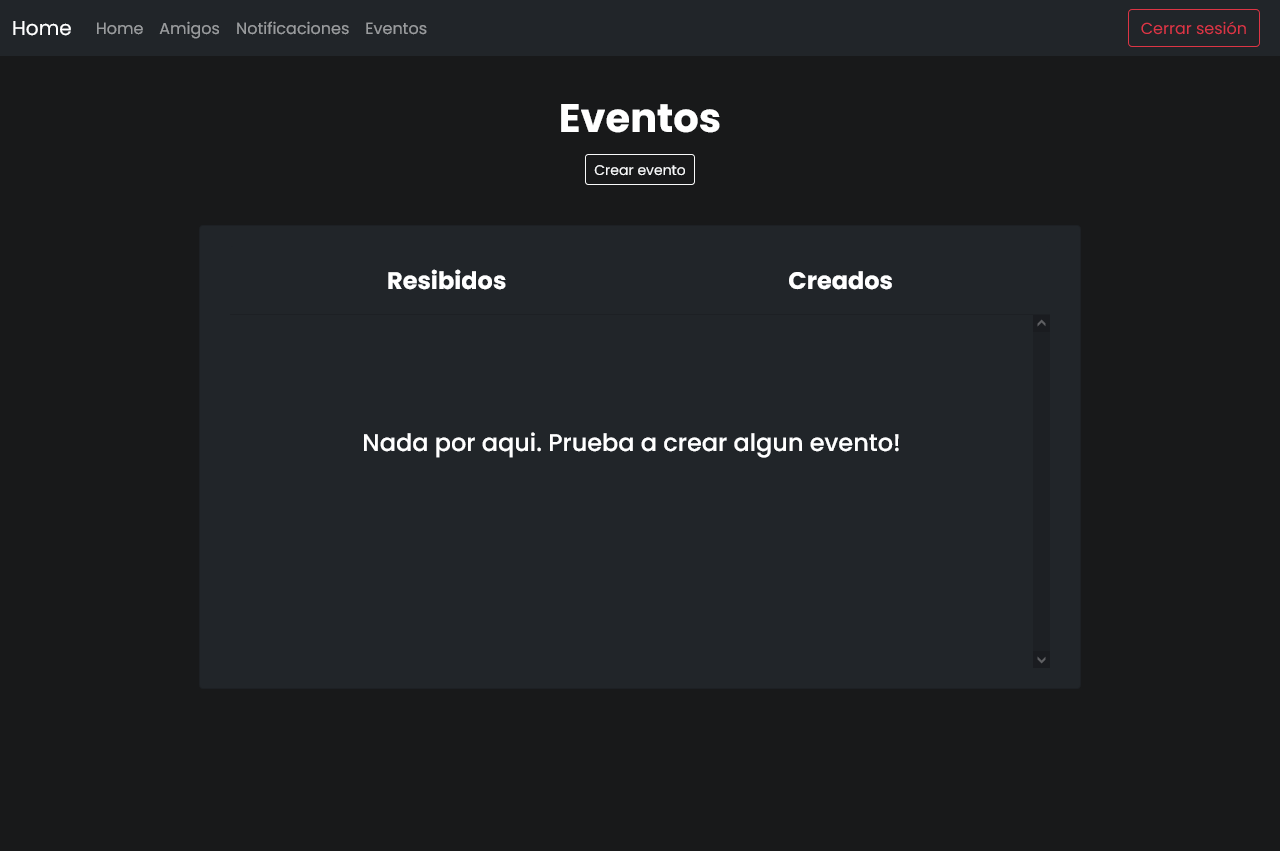 Home Home Amigos Notificaciones Eventos Cerrar sesión
Eventos
Crear evento
Resibidos Creados
Nada por aqui. Prueba a crear algun evento!